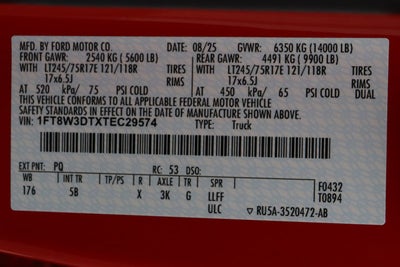 MFD. BY FORD MOTOR CO. 08/25 GVWR: 6350 KG (14000 LB)
FRONT GAWR: 2540 KG ( 5600 LB) REAR GAWR: 4491 KG ( 9900 LB)
WITH LT245/75R17E 121/118R TIRES WITH LT245/75R17E 121/118R TIRES
17x6.5J RIMS 17x6.5J RIMS
AT 520 kPa/ 75 PSI COLD AT 450 kPa/ 65 PSI COLD DUAL
THIS VEHICLE CONFORMS TO ALL APPLICABLE FEDERAL MOTOR VEHICLE
SAFETY STANDARDS IN EFFECT ON THE DATE OF MANUFACTURE SHOWN ABOVE.
VIN: 1FT8W3DTXTEC29574 TYPE: Truck
EXT PNT: PQ RC: 53 DSO:
WB INT TR TP/PS R AXLE TR SPR F0432
176 5B X 3K G LLFF T0894
ULC RU5A-3520472-AB